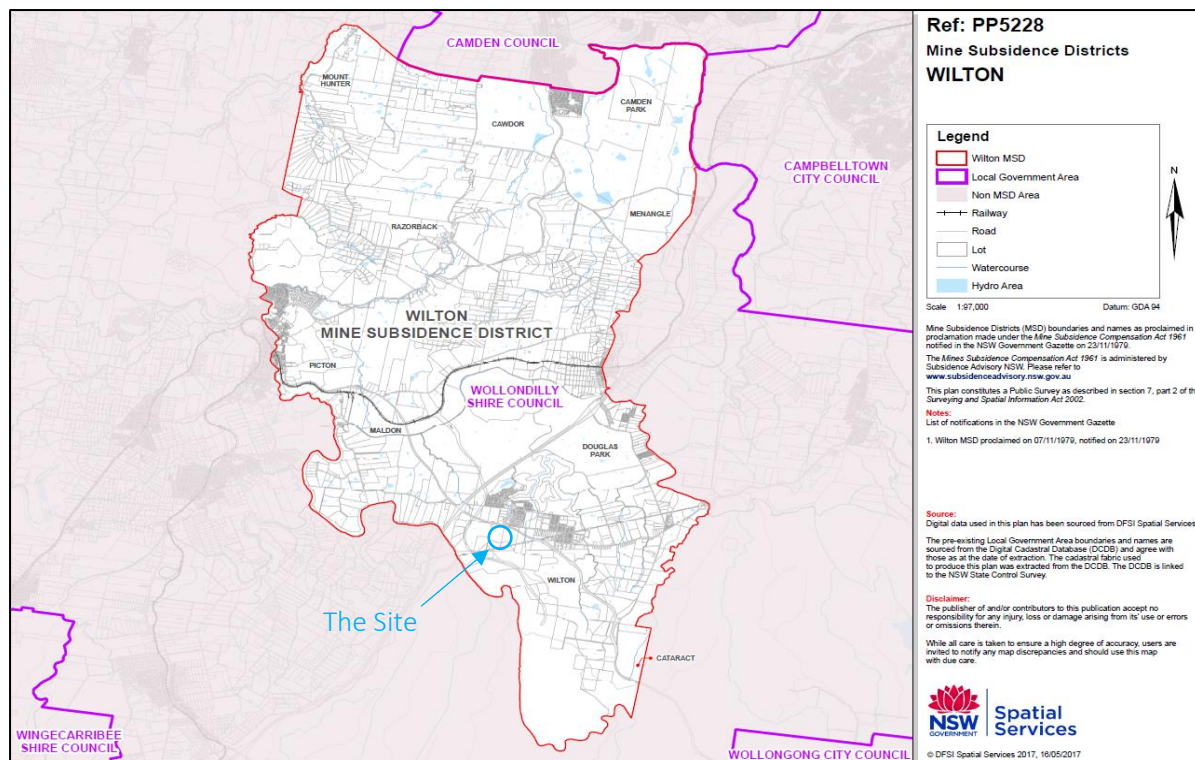 CAMDEN COUNCIL
MOUNT
HUNTER
CAMDEN
PARK
CAWDOR
CAMPBELLTOWN
CITY COUNCIL
MENANGLE
RAZORBACK
WILTON
MINE SUBSIDENCE DISTRICT
PICTON
WOLLONDILLY
SHIRE COUNCIL
MALDON
DOUGLAS
PARK
WILTON
The Site
CATARACT
WINGECARRIBEE
SHIRE COUNCIL
WOLLONGONG CITY COUNCIL
Ref: PP5228
Mine Subsidence Districts
WILTON
Legend
Wilton MSD
Local Government Area
Non MSD Area
Railway
Road
Lot
Watercourse
Hydro Area
N
Scale 1:97,000 Datum: GDA 94
Mine Subsidence Districts (MSD) boundaries and names as proclaimed in
proclamation made under the Mine Subsidence Compensation Act 1961
notified in the NSW Government Gazette on 23/11/1979.
The Mines Subsidence Compensation Act 1961 is administered by
Subsidence Advisory NSW. Please refer to
www.subsidenceadvisory.nsw.gov.au
This plan constitutes a Public Survey as described in section 7, part 2 of th
Surveying and Spatial Information Act 2002.
Notes:
List of notifications in the NSW Government Gazette
1. Wilton MSD proclaimed on 07/11/1979, notified on 23/11/1979
Source:
Digital data used in this plan has been sourced from DFSI Spatial Services
The pre-existing Local Government Area boundaries and names are
sourced from the Digital Cadastral Database (DCDB) and agree with
those as at the date of extraction. The cadastral fabric used
to produce this plan was extracted from the DCDB. The DCDB is linked
to the NSW State Control Survey.
Disclaimer:
The publisher of and/or contributors to this publication accept no
responsibility for any injury, loss or damage arising from its' use or errors
or omissions therein.
While all care is taken to ensure a high degree of accuracy, users are
invited to notify any map discrepancies and should use this map
with due care.
NSW
GOVERNMENT
Spatial
Services
© DFSI Spatial Services 2017, 16/05/2017